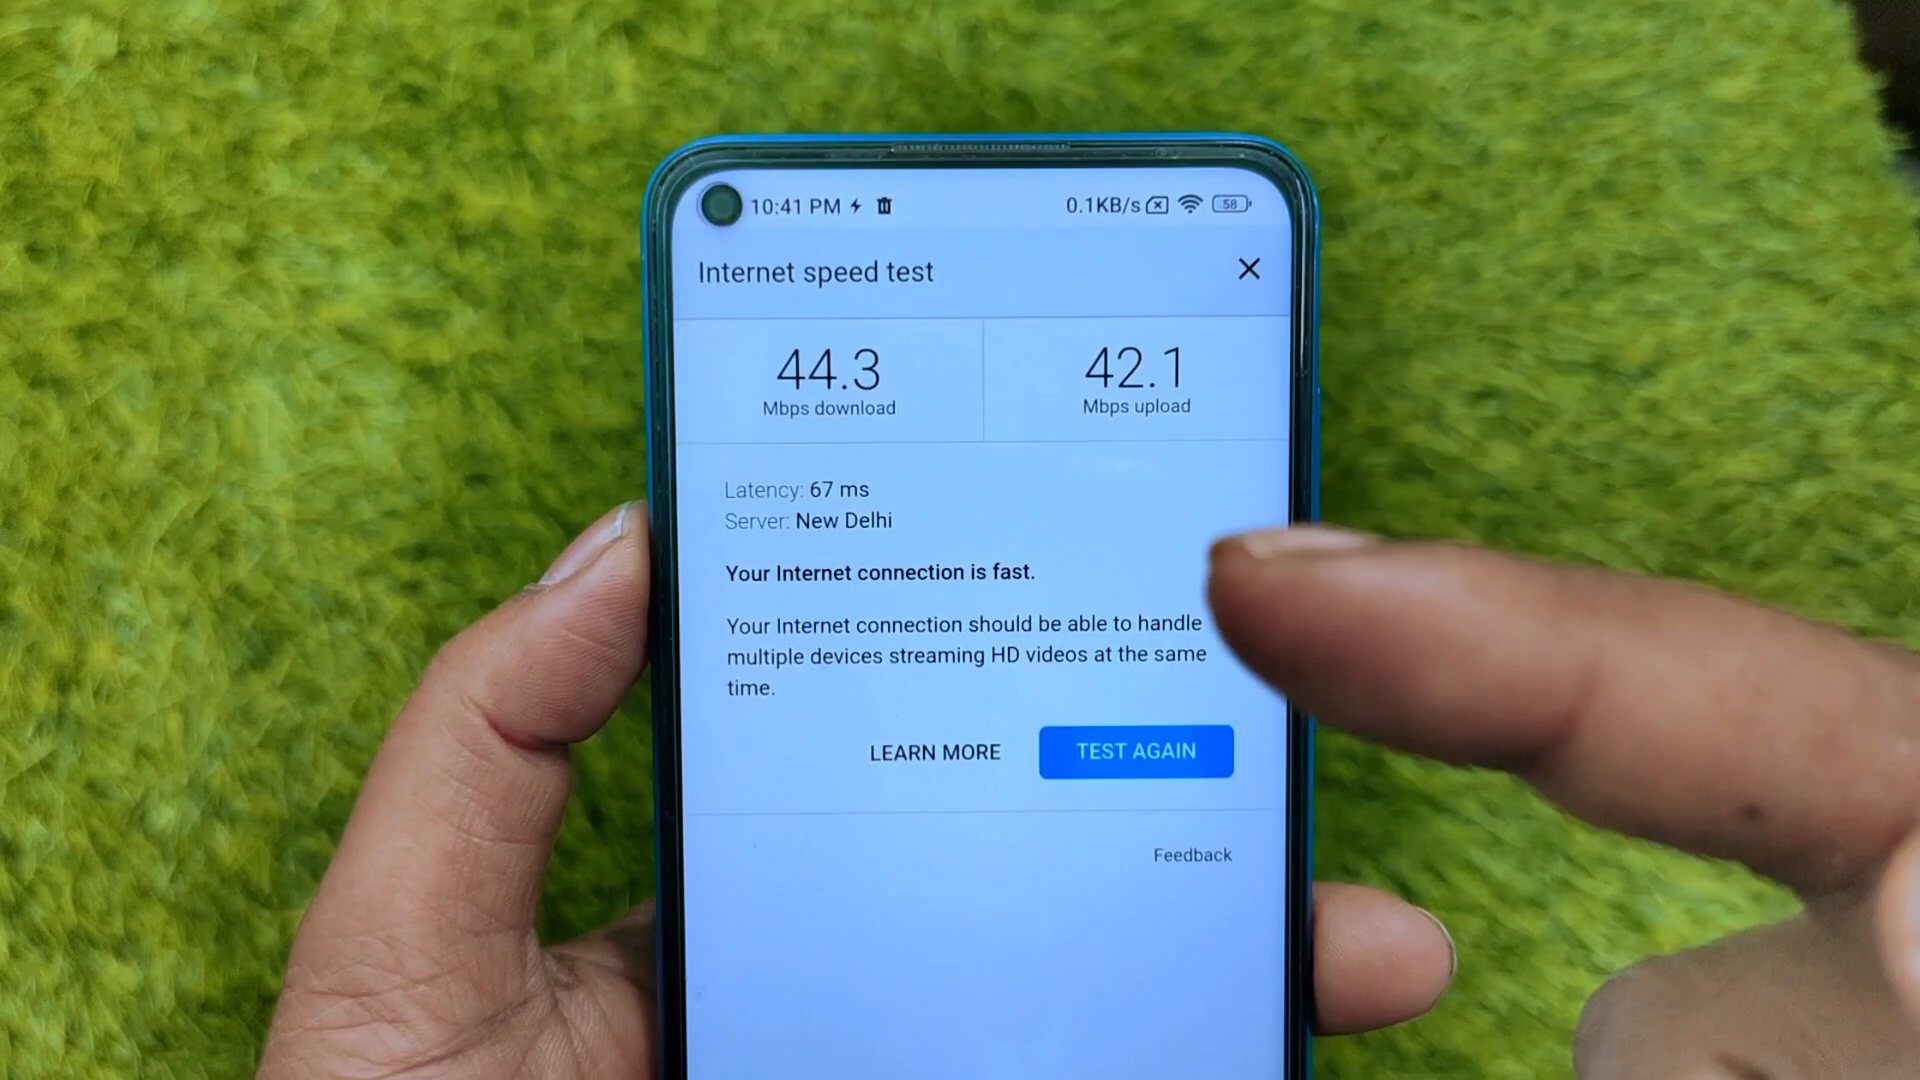 10:41 PM 0.1KB/s 58
Internet speed test
44.3 42.1
Mbps download Mbps upload
Latency: 67 ms
Server: New Delhi
Your Internet connection is fast.
Your Internet connection should be able to handle
multiple devices streaming HD videos at the same
time.
LEARN MORE TEST AGAIN
Feedback